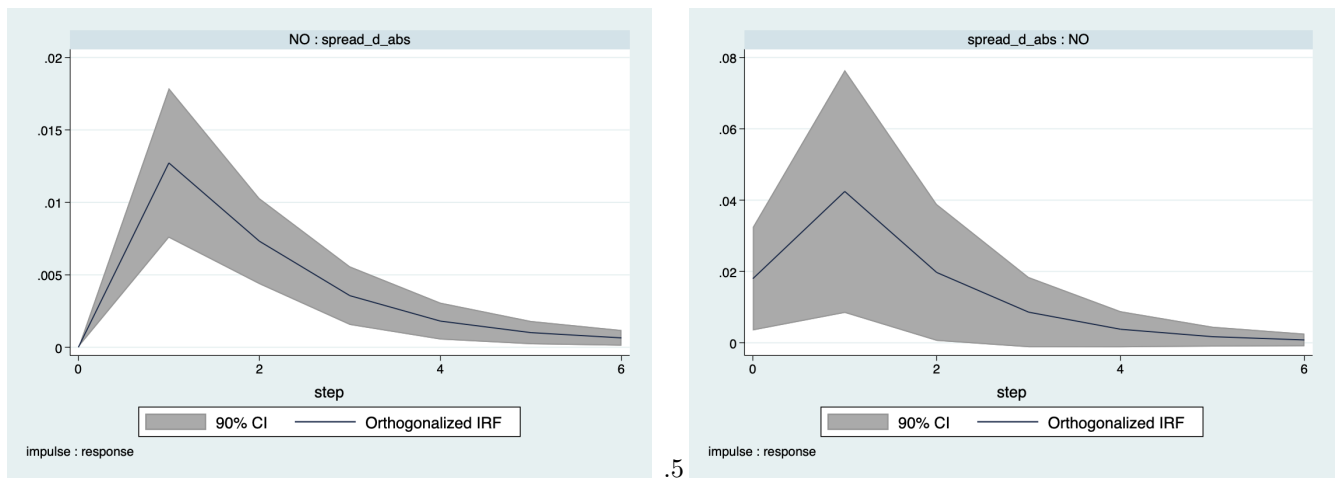 NO : spread_d_abs
.02
.015
.01
.005
0
0 2 4 6
step
90% CI Orthogonalized IRF
impulse : response
.5
spread_d_abs : NO
.08
.06
.04
.02
0
0 2 4 6
step
90% CI Orthogonalized IRF
impulse : response